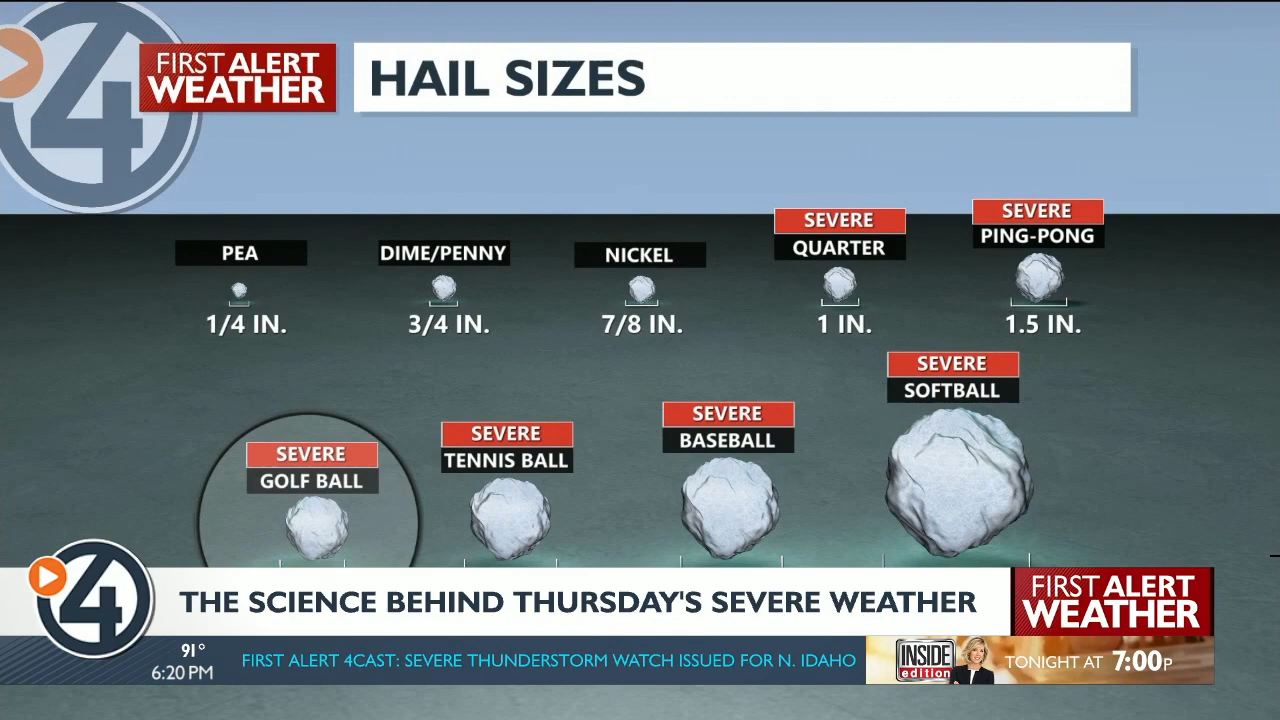 4
FIRST ALERT
WEATHER
HAIL SIZES
PEA
1/4 IN.
DIME/PENNY
3/4 IN.
NICKEL
7/8 IN.
SEVERE
QUARTER
1 IN.
SEVERE
PING-PONG
1.5 IN.
SEVERE
GOLF BALL
SEVERE
TENNIS BALL
SEVERE
BASEBALL
SEVERE
SOFTBALL
4
THE SCIENCE BEHIND THURSDAY'S SEVERE WEATHER
FIRST ALERT
WEATHER
91°
6:20 PM
FIRST ALERT 4CAST: SEVERE THUNDERSTORM WATCH ISSUED FOR N. IDAHO
INSIDE
edition
TONIGHT AT 7:00P